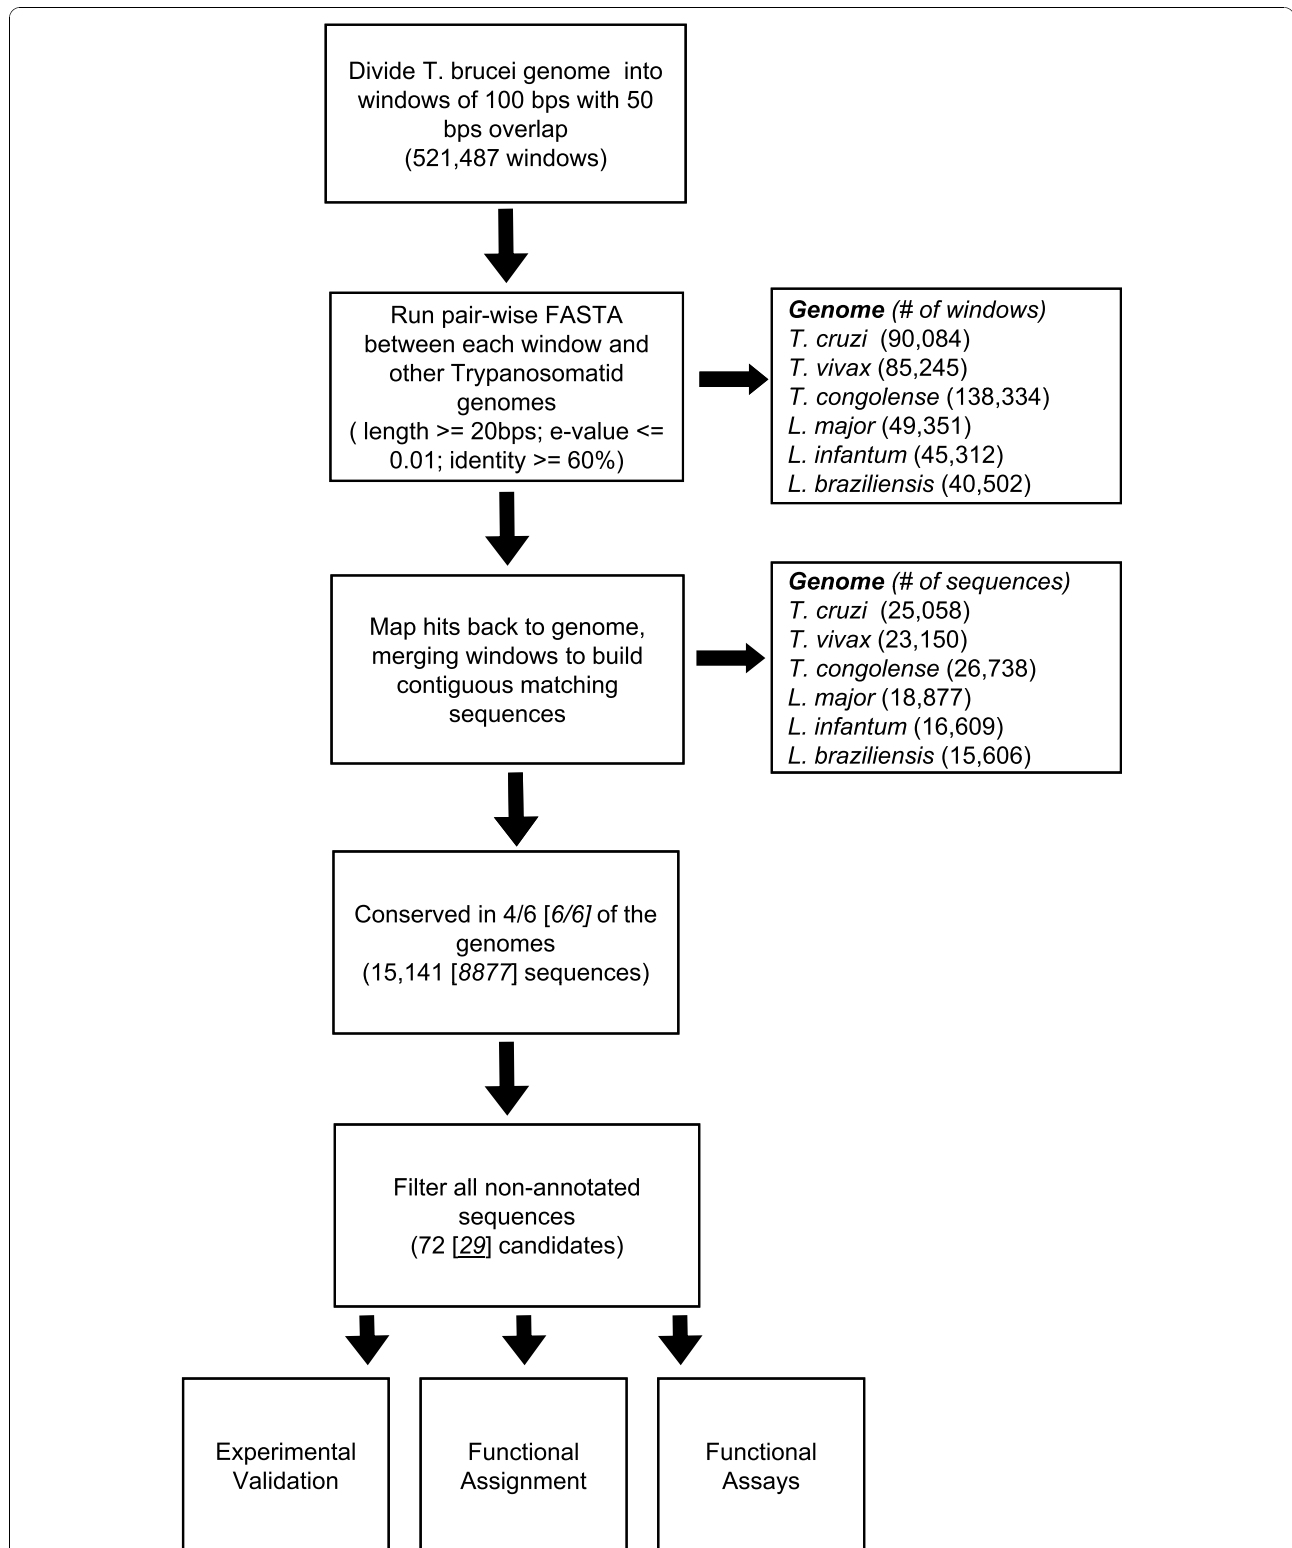 Divide T. brucei genome into
windows of 100 bps with 50
bps overlap
(521,487 windows)
Run pair-wise FASTA
between each window and
other Trypanosomatid
genomes
( length >= 20bps; e-value <=
0.01; identity >= 60%)
Genome (# of windows)
T. cruzi (90,084)
T. vivax (85,245)
T. congolense (138,334)
L. major (49,351)
L. infantum (45,312)
L. braziliensis (40,502)
Map hits back to genome,
merging windows to build
contiguous matching
sequences
Genome (# of sequences)
T. cruzi (25,058)
T. vivax (23,150)
T. congolense (26,738)
L. major (18,877)
L. infantum (16,609)
L. braziliensis (15,606)
Conserved in 4/6 [6/6] of the
genomes
(15,141 [8877] sequences)
Filter all non-annotated
sequences
(72 [29] candidates)
Experimental
Validation
Functional
Assignment
Functional
Assays